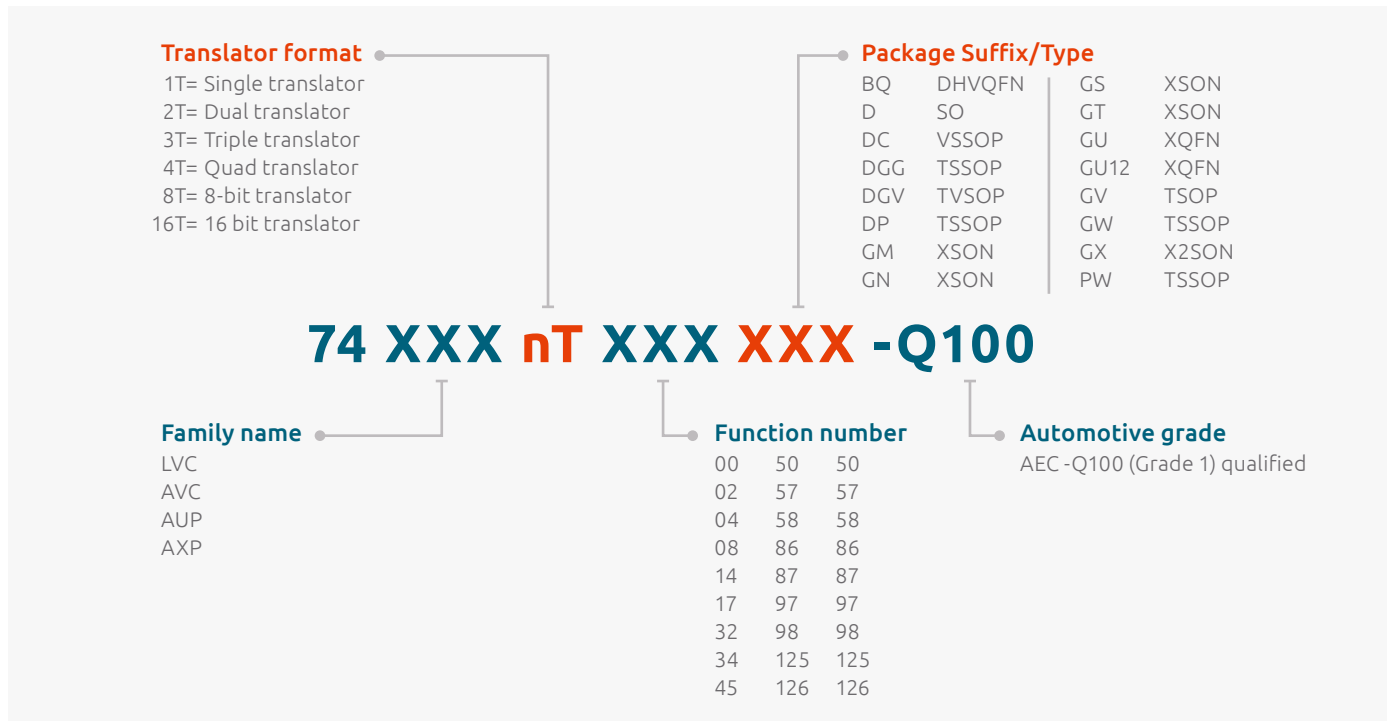 Translator format
1T= Single translator
2T= Dual translator
3T= Triple translator
4T= Quad translator
8T= 8-bit translator
16T= 16 bit translator
Package Suffix/Type
BQ DHVQFN GS XSON
D SO GT XSON
DC VSSOP GU XQFN
DGG TSSOP GU12 XQFN
DGV TVSOP GV TSOP
DP TSSOP GW TSSOP
GM XSON GX X2SON
GN XSON PW TSSOP
74 XXX nT XXX XXX -Q100
Family name
LVC
AVC
AUP
AXP
Function number
00 50 50
02 57 57
04 58 58
08 86 86
14 87 87
17 97 97
32 98 98
34 125 125
45 126 126
Automotive grade
AEC -Q100 (Grade 1) qualified